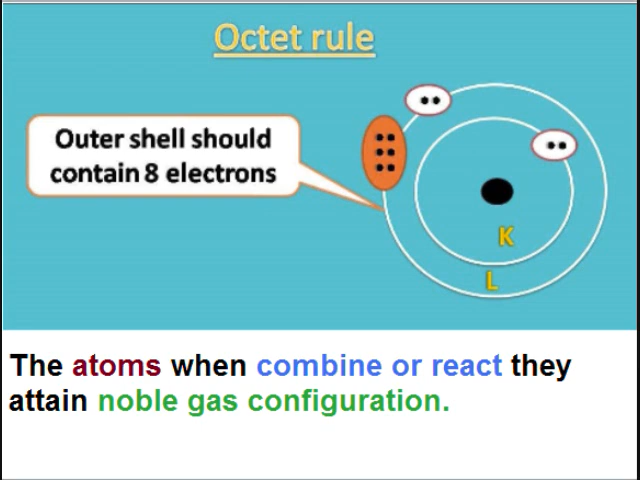 Octet rule
Outer shell should
contain 8 electrons
K
L
The atoms when combine or react they
attain noble gas configuration.